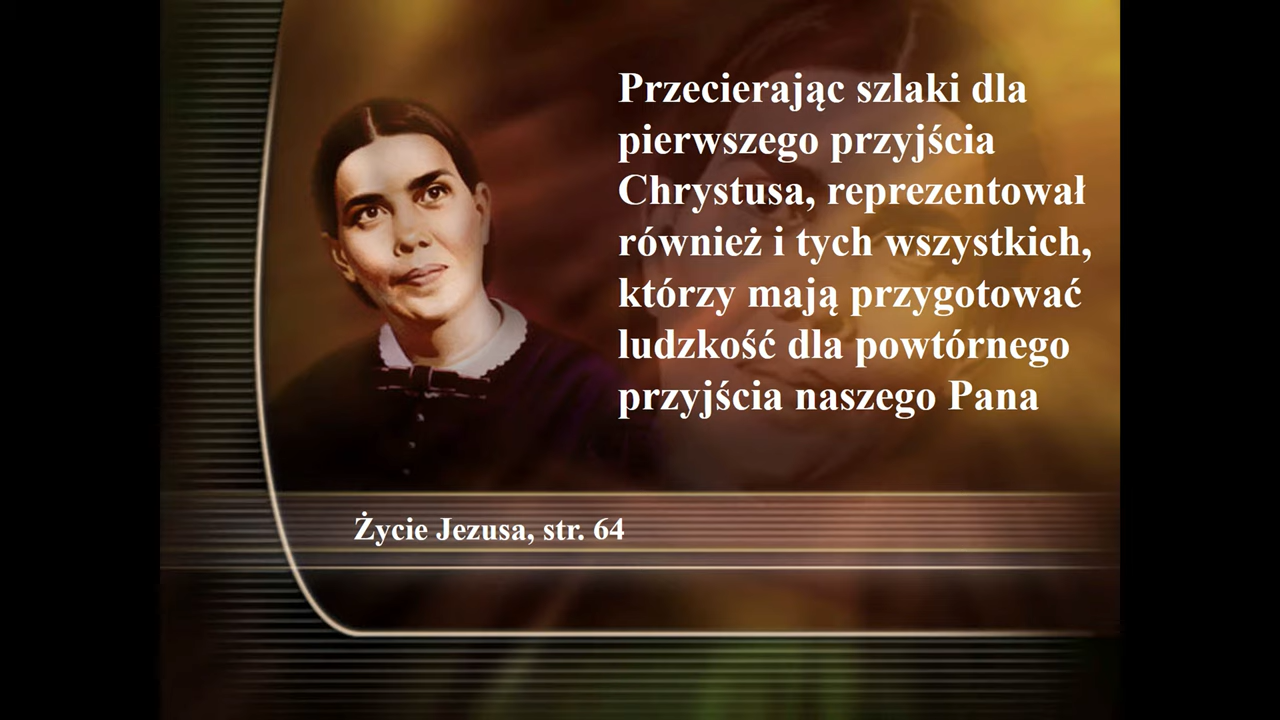 Przecierając szlaki dla
pierwszego przyjścia
Chrystusa, reprezentował
również i tych wszystkich,
którzy mają przygotować
ludzkość dla powtórnego
przyjścia naszego Pana
Życie Jezusa, str. 64